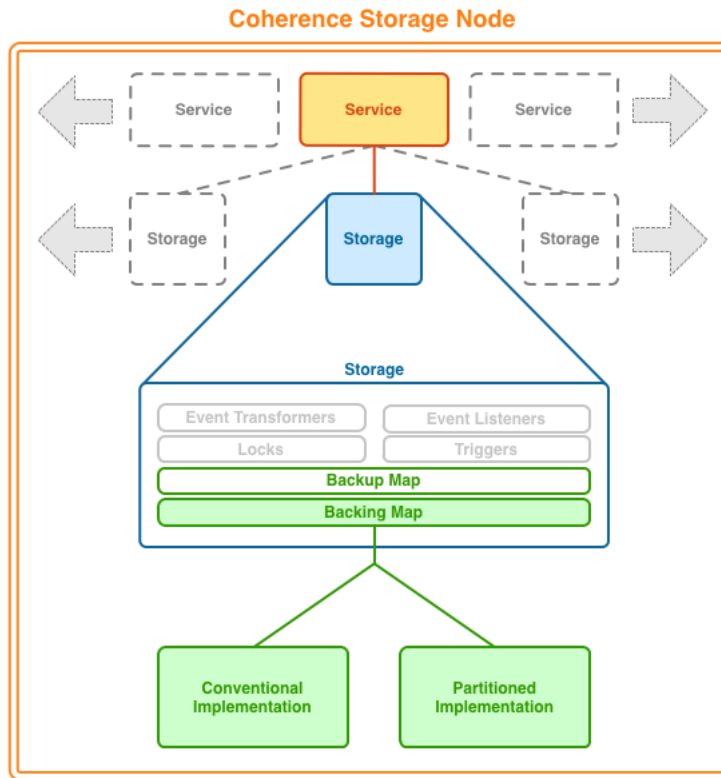 Coherence Storage Node
Service
Service
Service
Storage
Storage
Storage
Storage
Event Transformers
Event Listeners
Locks
Triggers
Backup Map
Backing Map
Conventional
Implementation
Partitioned
Implementation